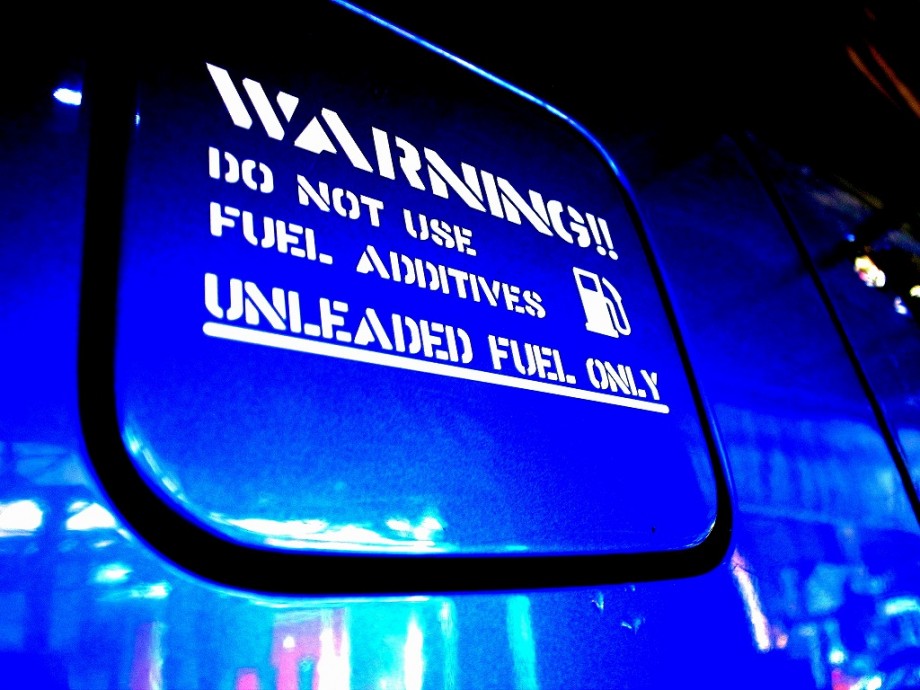 WARNING!!
DO NOT USE
FUEL ADDITIVES
UNLEADED FUEL ONLY